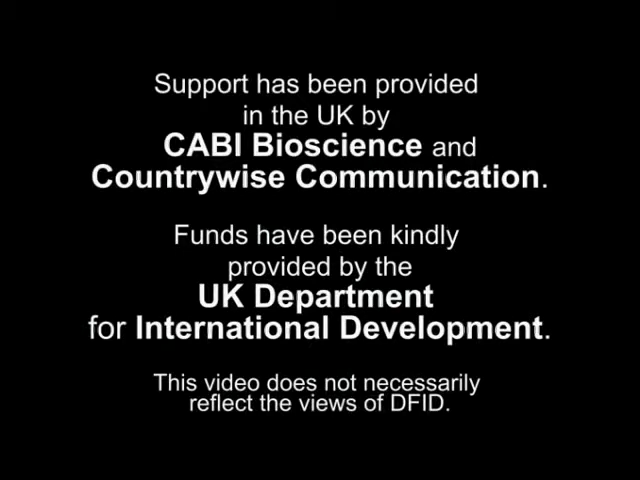 Support has been provided
in the UK by
CABI Bioscience and
Countrywise Communication.
Funds have been kindly
provided by the
UK Department
for International Development.
This video does not necessarily
reflect the views of DFID.